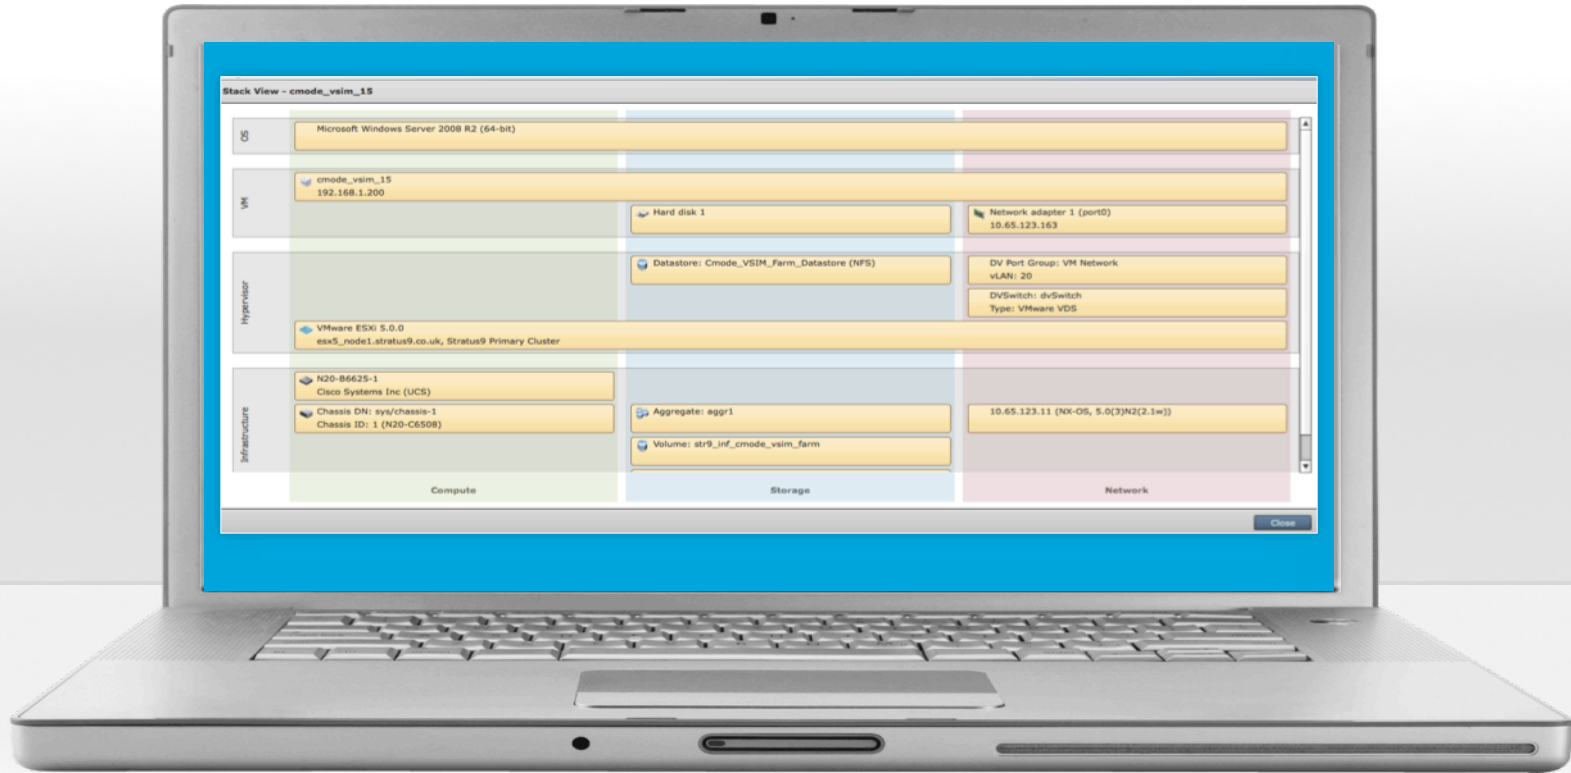 Stack View - cmode_vsim_15
OS
Microsoft Windows Server 2008 R2 (64-bit)
VM
cmode_vsim_15
192.168.1.200
Hard disk 1
Network adapter 1 (port0)
10.65.123.163
Hypervisor
Datastore: Cmode_VSIM_Farm_Datastore (NFS)
DV Port Group: VM Network
vLAN: 20
DVSwitch: dvSwitch
Type: VMware VDS
VMware ESXi 5.0.0
esx5_node1.stratus9.co.uk, Stratus9 Primary Cluster
Infrastructure
N20-B6625-1
Cisco Systems Inc (UCS)
Chassis DN: sys/chassis-1
Chassis ID: 1 (N20-C6508)
Aggregate: aggr1
Volume: str9_inf_cmode_vsim_farm
10.65.123.11 (NX-OS, 5.0(3)N2(2.1w))
Compute
Storage
Network
Close